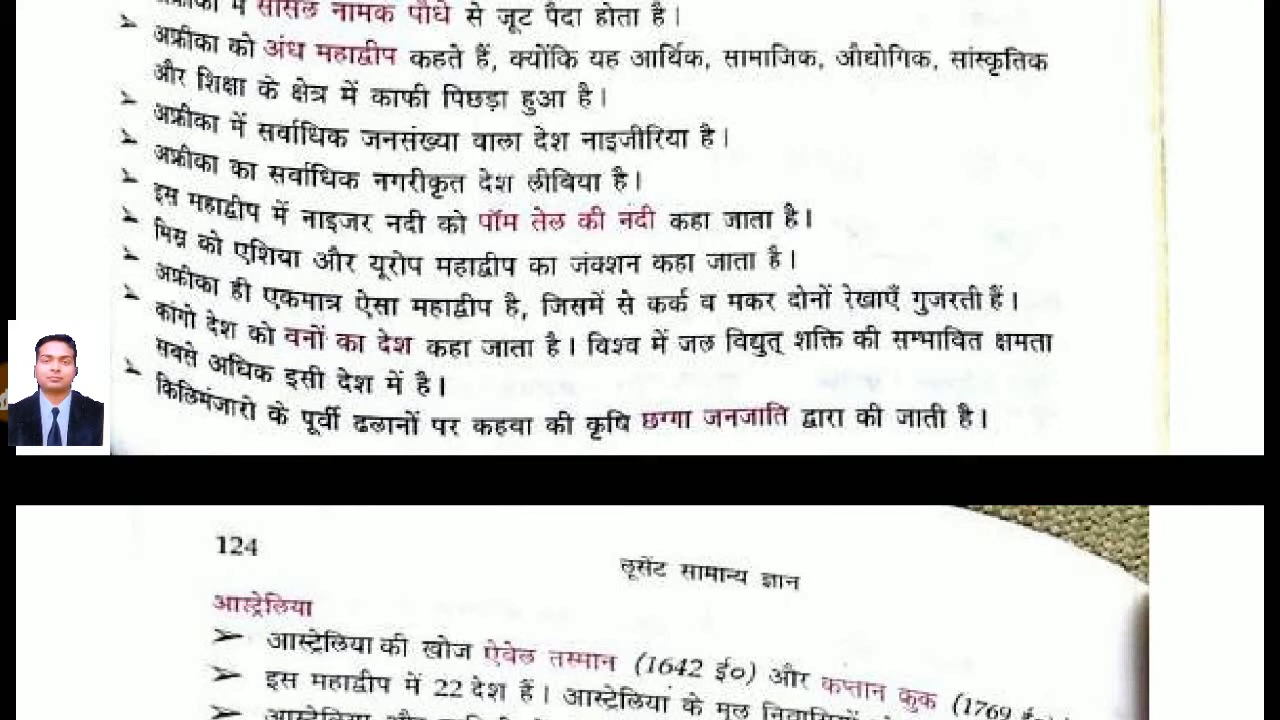 अफ्रीका में सीसल नामक पौधे से जूट पैदा होता है।
➢ अफ्रीका को अंध महाद्वीप कहते हैं, क्योंकि यह आर्थिक, सामाजिक, औद्योगिक, सांस्कृतिक
और शिक्षा के क्षेत्र में काफी पिछड़ा हुआ है।
➢ अफ्रीका में सर्वाधिक जनसंख्या वाला देश नाइजीरिया है।
➢ अफ्रीका का सर्वाधिक नगरीकृत देश लीबिया है।
➢ इस महाद्वीप में नाइजर नदी को पॉम तेल की नदी कहा जाता है।
➢ मिस्र को एशिया और यूरोप महाद्वीप का जंक्शन कहा जाता है।
➢ अफ्रीका ही एकमात्र ऐसा महाद्वीप है, जिसमें से कर्क व मकर दोनों रेखाएँ गुजरती हैं।
➢ कांगो देश को वनों का देश कहा जाता है। विश्व में जल विद्युत् शक्ति की सम्भावित क्षमता
सबसे अधिक इसी देश में है।
➢ किलिमंजारो के पूर्वी ढलानों पर कहवा की कृषि छग्गा जनजाति द्वारा की जाती है।
124
लूसेंट सामान्य ज्ञान
आस्ट्रेलिया
➢ आस्ट्रेलिया की खोज ऐवेल तस्मान (1642 ई०) और कप्तान कुक (1769
➢ इस महाद्वीप में 22 देश हैं। आस्ट्रेलिया के मूल निवासियों